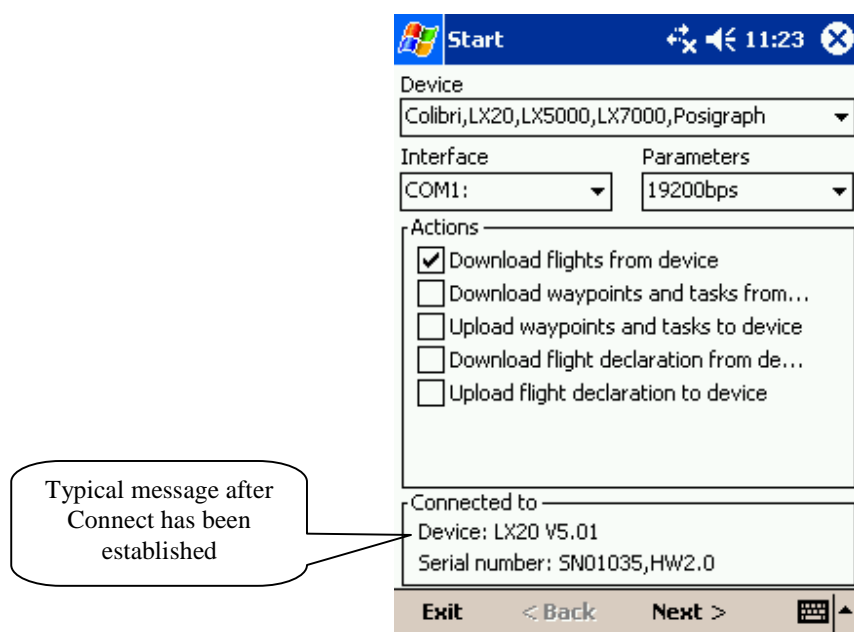 Start 11:23
Device
Colibri,LX20,LX5000,LX7000,Posigraph
Interface Parameters
COM1: 19200bps
Actions
Download flights from device
Download waypoints and tasks from...
Upload waypoints and tasks to device
Download flight declaration from de...
Upload flight declaration to device
Typical message after
Connect has been
established
Connected to
Device: LX20 V5.01
Serial number: SN01035,HW2.0
Exit < Back Next >